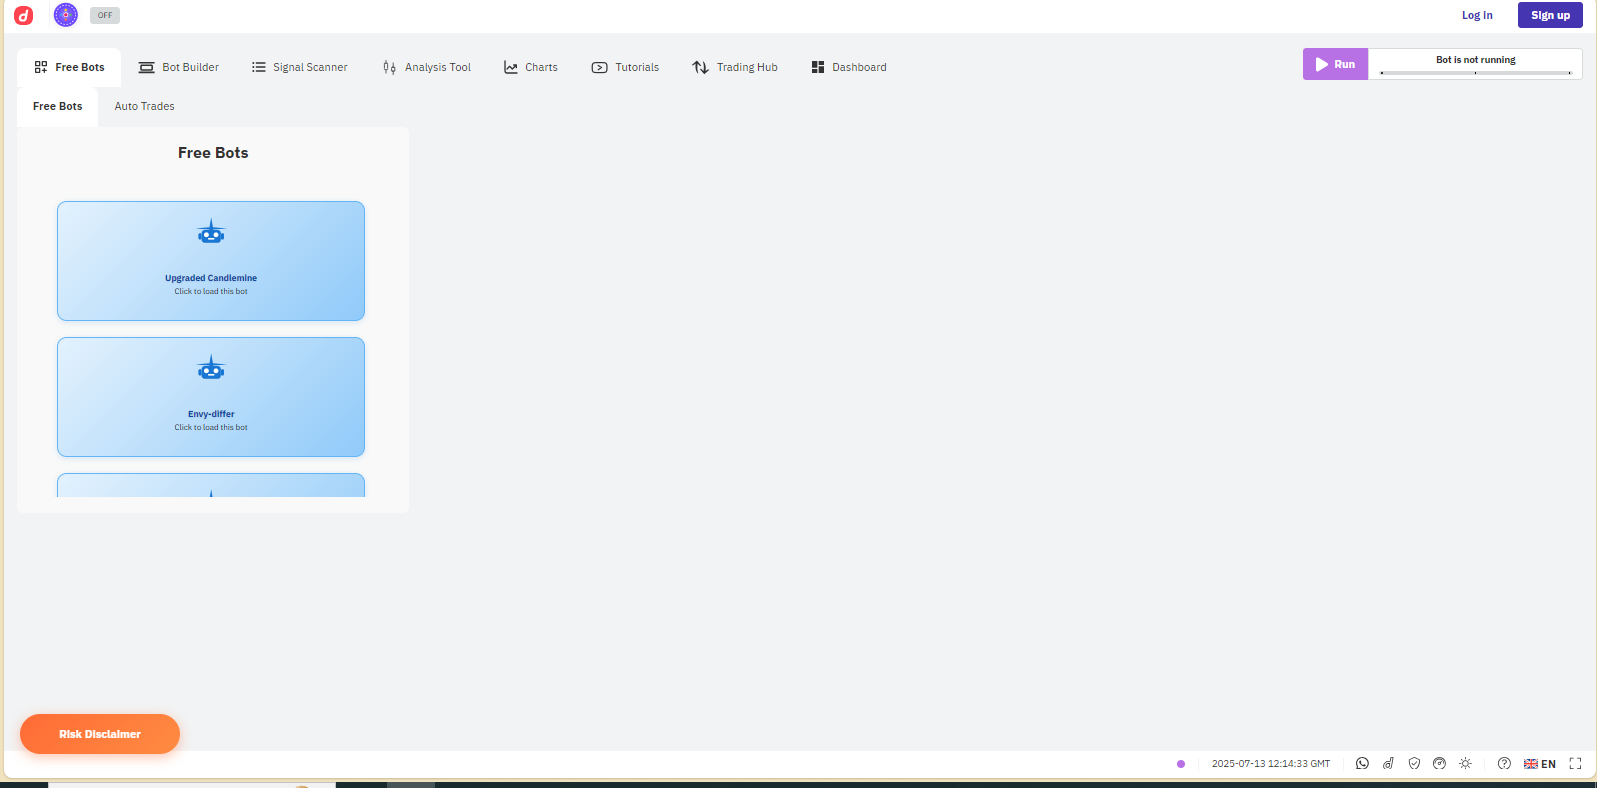 OFF
Log in
Sign up
Free Bots
Bot Builder
Signal Scanner
Analysis Tool
Charts
Tutorials
Trading Hub
Dashboard
Run
Bot is not running
Free Bots
Auto Trades
Free Bots
Upgraded Candlemine
Click to load this bot
Envy-differ
Click to load this bot
Risk Disclaimer
2025-07-13 12:14:33 GMT
EN